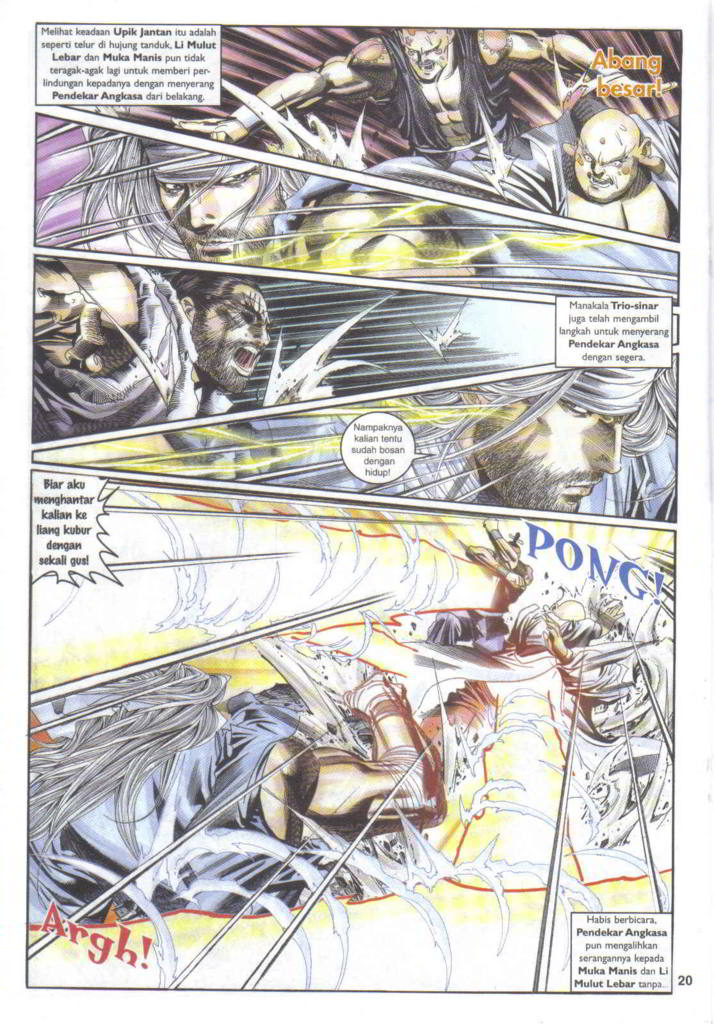 Melihat keadaan Upik Jantan itu adalah
seperti telur di hujung tanduk, Li Mulut
Lebar dan Muka Manis pun tidak
teragak-agak lagi untuk memberi per-
lindungan kepadanya dengan menyerang
Pendekar Angkasa dari belakang.
Abang
besar!
Manakala Trio-sinar
juga telah mengambil
langkah untuk menyerang
Pendekar Angkasa
dengan segera.
Nampaknya
kalian tentu
sudah bosan
dengan
hidup!
Biar aku
menghantar
kalian ke
liang kubur
dengan
sekali gus!
PONG!
Argh!
Habis berbicara,
Pendekar Angkasa
pun mengalihkan
serangannya kepada
Muka Manis dan Li
Mulut Lebar tanpa...
20